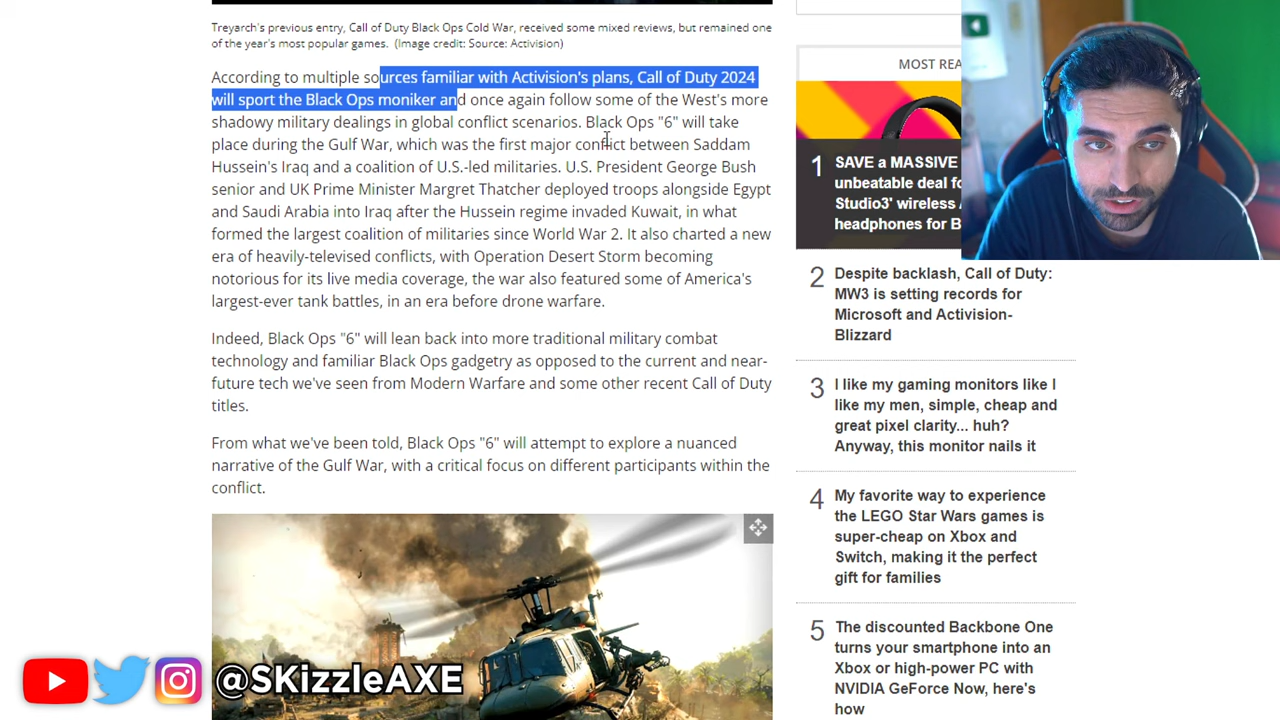 Treyarch's previous entry, Call of Duty Black Ops Cold War, received some mixed reviews, but remained one
of the year's most popular games. (Image credit: Source: Activision)
According to multiple sources familiar with Activision's plans, Call of Duty 2024
will sport the Black Ops moniker and once again follow some of the West's more
shadowy military dealings in global conflict scenarios. Black Ops "6" will take
place during the Gulf War, which was the first major conflict between Saddam
Hussein's Iraq and a coalition of U.S.-led militaries. U.S. President George Bush
senior and UK Prime Minister Margret Thatcher deployed troops alongside Egypt
and Saudi Arabia into Iraq after the Hussein regime invaded Kuwait, in what
formed the largest coalition of militaries since World War 2. It also charted a new
era of heavily-televised conflicts, with Operation Desert Storm becoming
notorious for its live media coverage, the war also featured some of America's
largest-ever tank battles, in an era before drone warfare.
Indeed, Black Ops "6" will lean back into more traditional military combat
technology and familiar Black Ops gadgetry as opposed to the current and near-
future tech we've seen from Modern Warfare and some other recent Call of Duty
titles.
From what we've been told, Black Ops "6" will attempt to explore a nuanced
narrative of the Gulf War, with a critical focus on different participants within the
conflict.
@SKizzleAXE
MOST REA
1
SAVE a MASSIVE
unbeatable deal fo
Studio3' wireless
headphones for B
2
Despite backlash, Call of Duty:
MW3 is setting records for
Microsoft and Activision-
Blizzard
3
I like my gaming monitors like I
like my men, simple, cheap and
great pixel clarity... huh?
Anyway, this monitor nails it
4
My favorite way to experience
the LEGO Star Wars games is
super-cheap on Xbox and
Switch, making it the perfect
gift for families
5
The discounted Backbone One
turns your smartphone into an
Xbox or high-power PC with
NVIDIA GeForce Now, here's
how